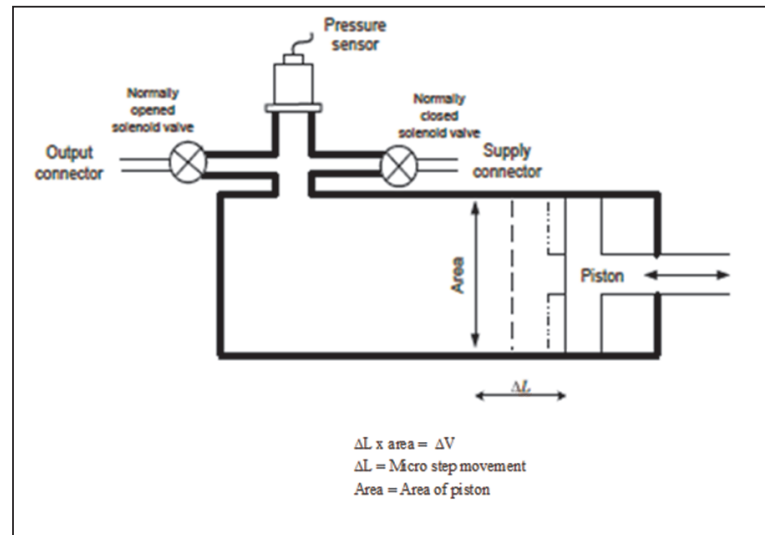 Pressure
sensor
Normally
opened
solenoid valve
Normally
closed
solenoid valve
Output
connector
Supply
connector
Area
Piston
ΔL
ΔL x area = ΔV
ΔL = Micro step movement
Area = Area of piston